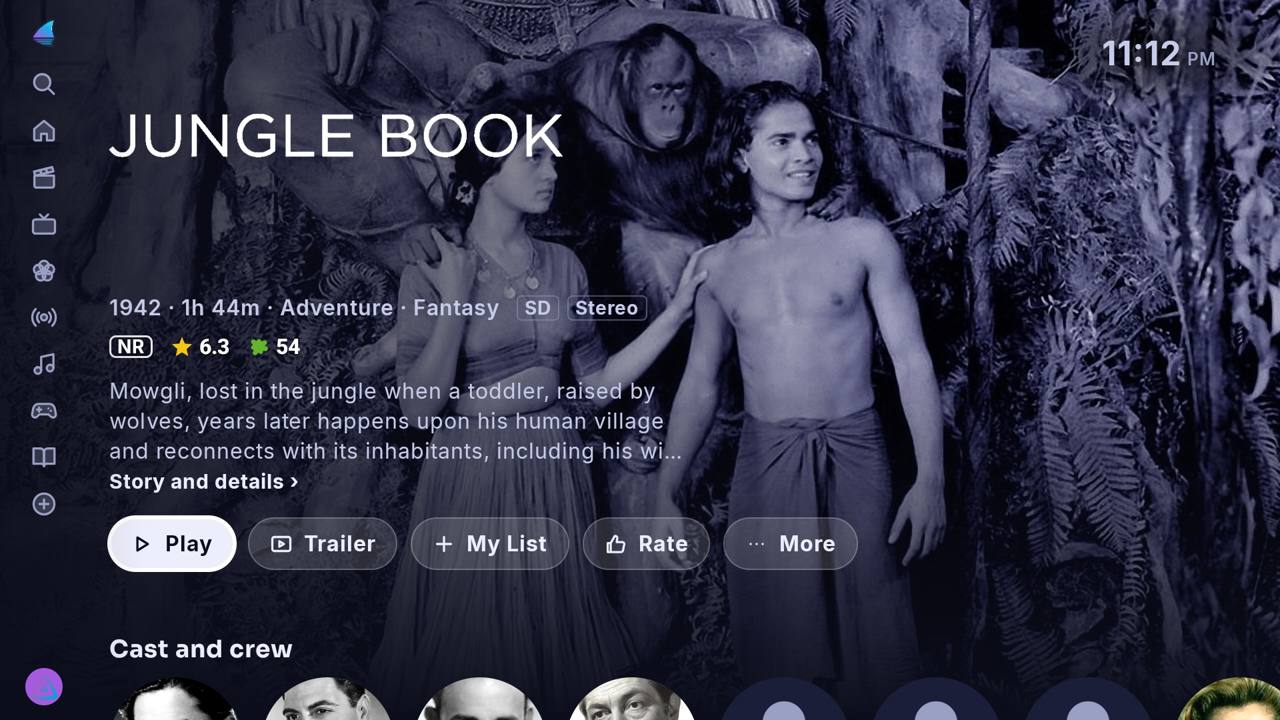 11:12 PM
JUNGLE BOOK
1942 · 1h 44m · Adventure · Fantasy SD Stereo
NR 6.3 54
Mowgli, lost in the jungle when a toddler, raised by
wolves, years later happens upon his human village
and reconnects with its inhabitants, including his wi...
Story and details ›
Play Trailer My List Rate More
Cast and crew